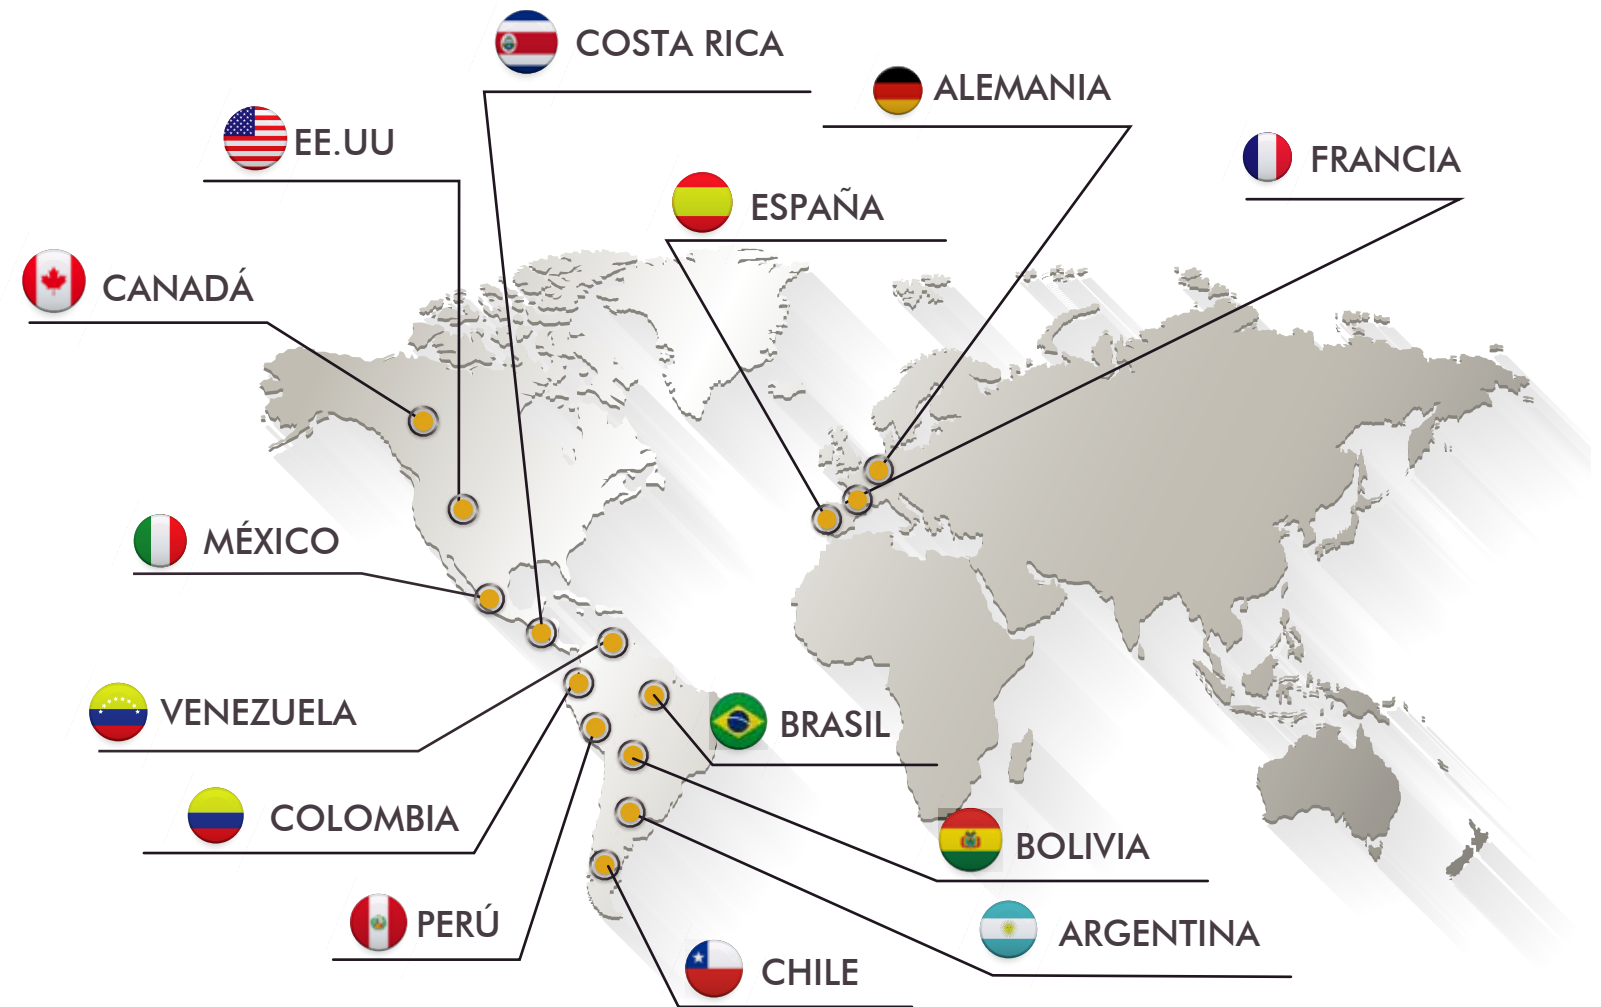 COSTA RICA
ALEMANIA
EE.UU
FRANCIA
ESPAÑA
CANADÁ
MÉXICO
VENEZUELA
BRASIL
COLOMBIA
BOLIVIA
PERÚ
ARGENTINA
CHILE